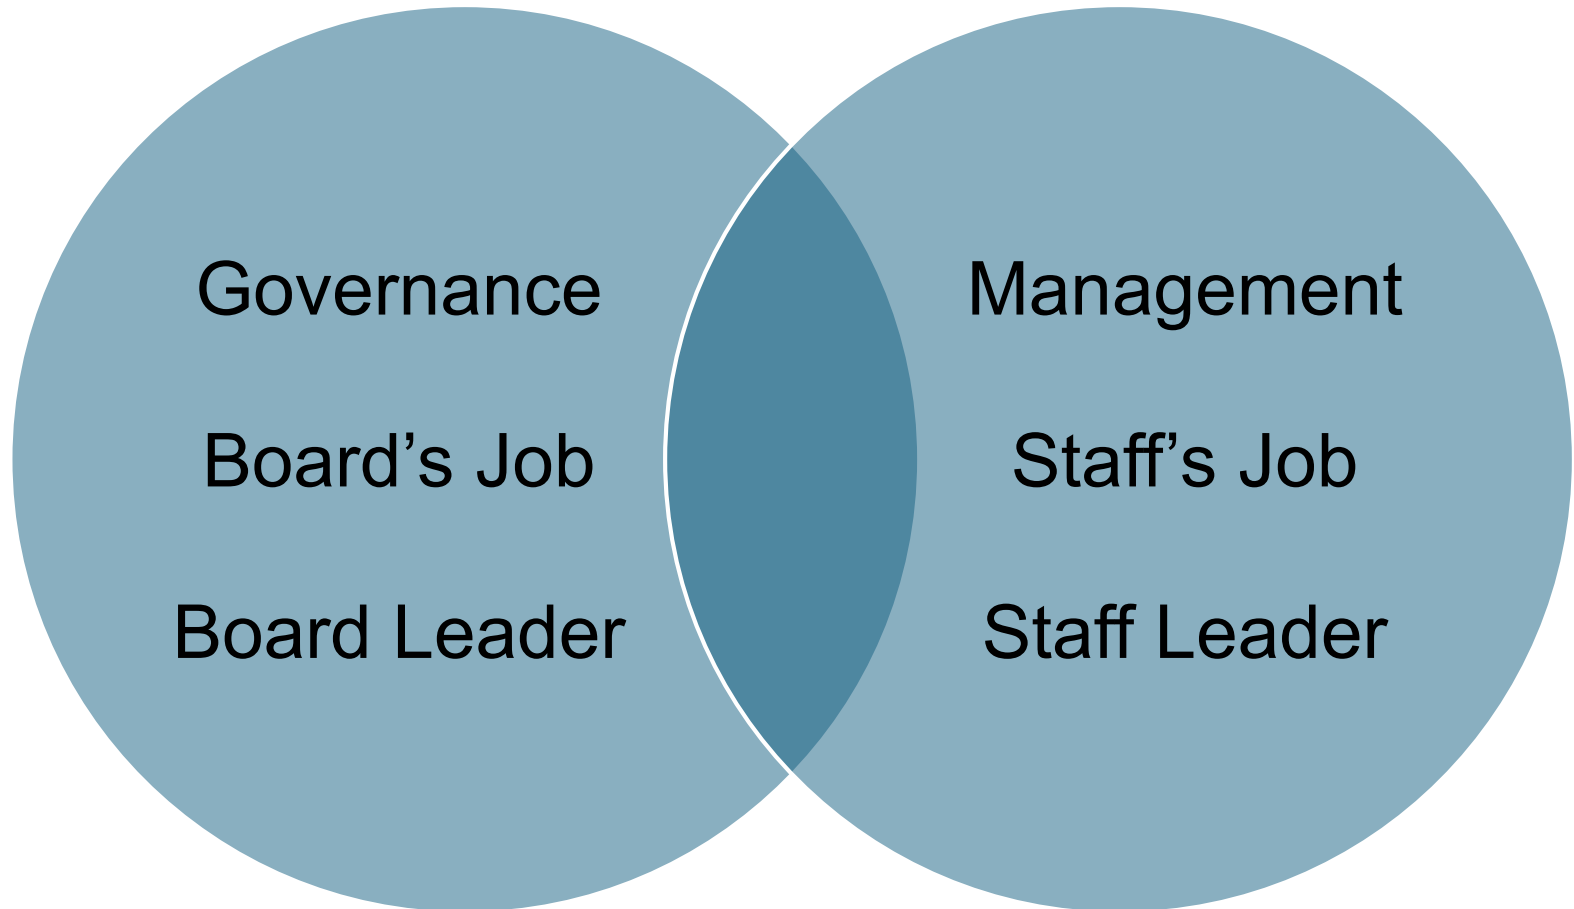 Governance
Board’s Job
Board Leader
Management
Staff’s Job
Staff Leader